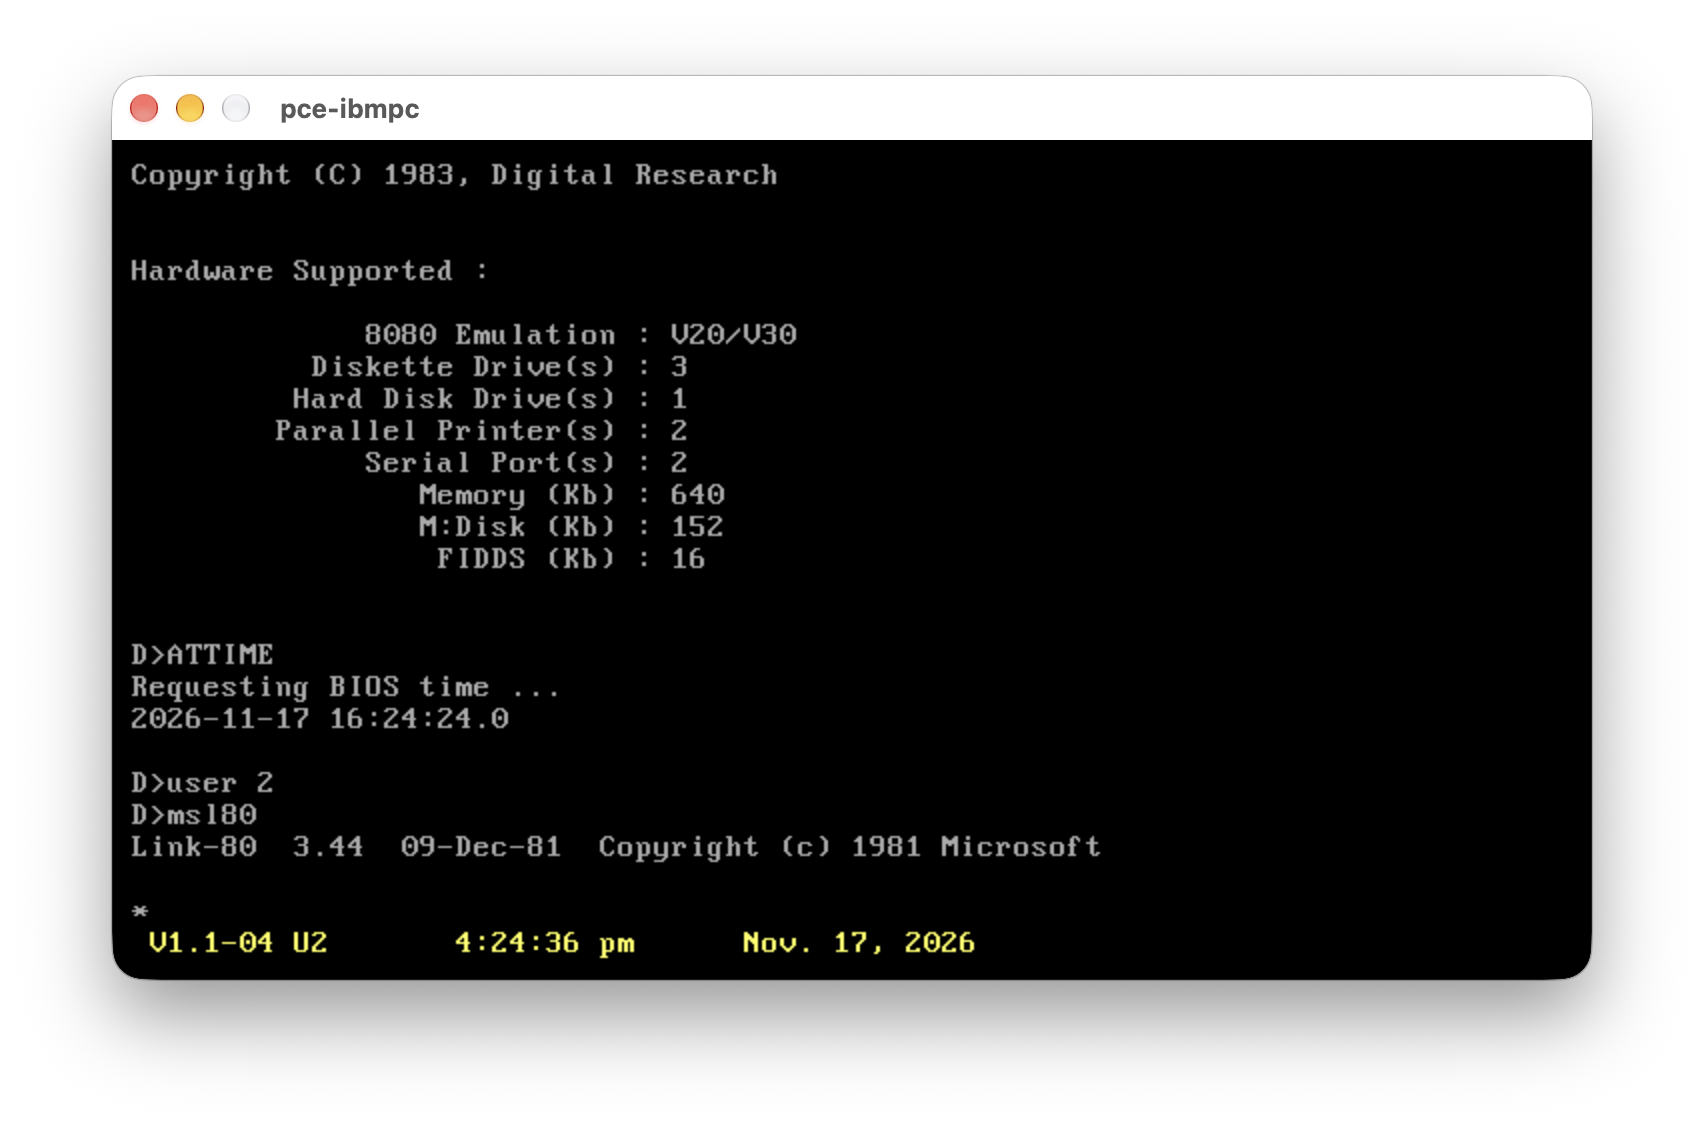 pce-ibmpc
Copyright (C) 1983, Digital Research
Hardware Supported :
8080 Emulation : V20/V30
Diskette Drive(s) : 3
Hard Disk Drive(s) : 1
Parallel Printer(s) : 2
Serial Port(s) : 2
Memory (Kb) : 640
M:Disk (Kb) : 152
FIDDS (Kb) : 16
D>ATTIME
Requesting BIOS time ...
2026-11-17 16:24:24.0
D>user 2
D>msl80
Link-80  3.44  09-Dec-81  Copyright (c) 1981 Microsoft
*
V1.1-04 U2       4:24:36 pm      Nov. 17, 2026